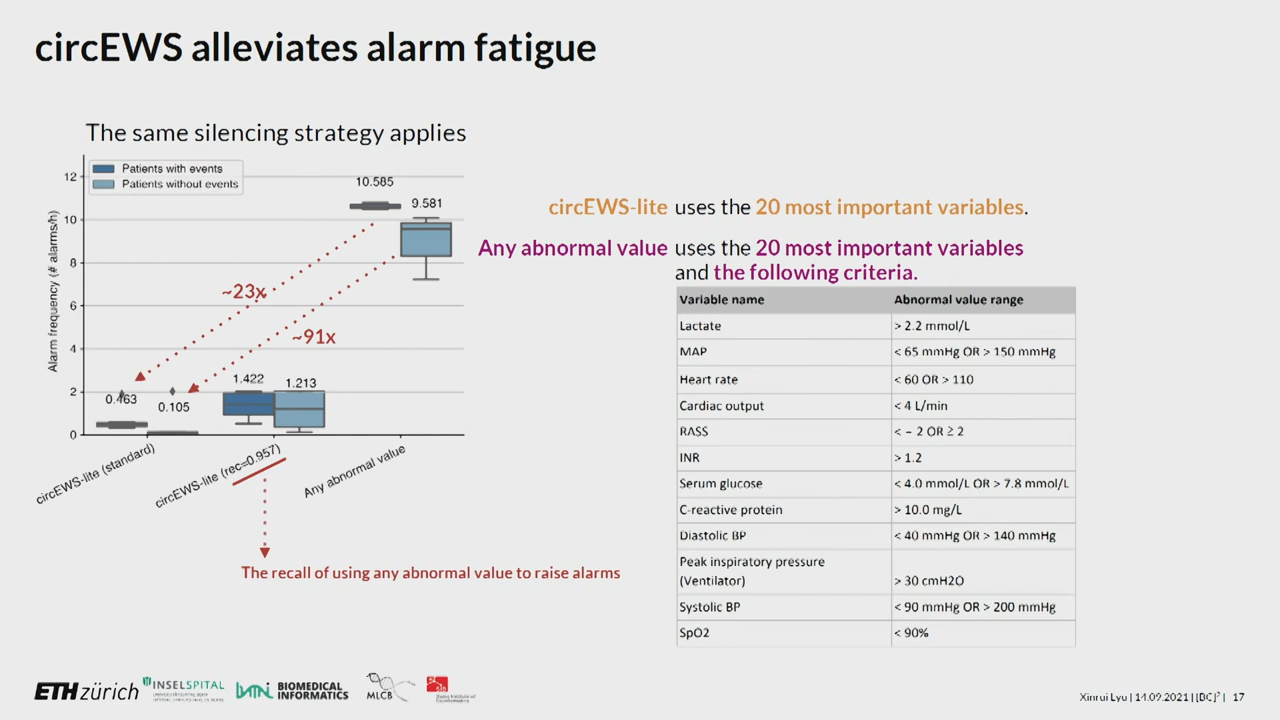 circEWS alleviates alarm fatigue
The same silencing strategy applies
Patients with events
Patients without events
Alarm frequency (# alarms/h)
12
10
8
6
4
2
0
10.585
9.581
~23x
~91x
0.463
0.105
1.422
1.213
circEWS-lite (standard)
circEWS-lite (rec=0.957)
Any abnormal value
The recall of using any abnormal value to raise alarms
circEWS-lite uses the 20 most important variables.
Any abnormal value uses the 20 most important variables
and the following criteria.
Variable name Abnormal value range
Lactate > 2.2 mmol/L
MAP < 65 mmHg OR > 150 mmHg
Heart rate < 60 OR > 110
Cardiac output < 4 L/min
RASS < − 2 OR ≥ 2
INR > 1.2
Serum glucose < 4.0 mmol/L OR > 7.8 mmol/L
C-reactive protein > 10.0 mg/L
Diastolic BP < 40 mmHg OR > 140 mmHg
Peak inspiratory pressure
(Ventilator) > 30 cmH2O
Systolic BP < 90 mmHg OR > 200 mmHg
SpO2 < 90%
ETH zürich
INSELSPITAL
BIOMEDICAL
INFORMATICS
MLCB
Xinrui Lyu | 14.09.2021 | [BC]² | 17